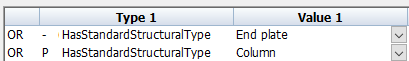 Type 1 Value 1
OR - HasStandardStructuralType End plate
OR P HasStandardStructuralType Column